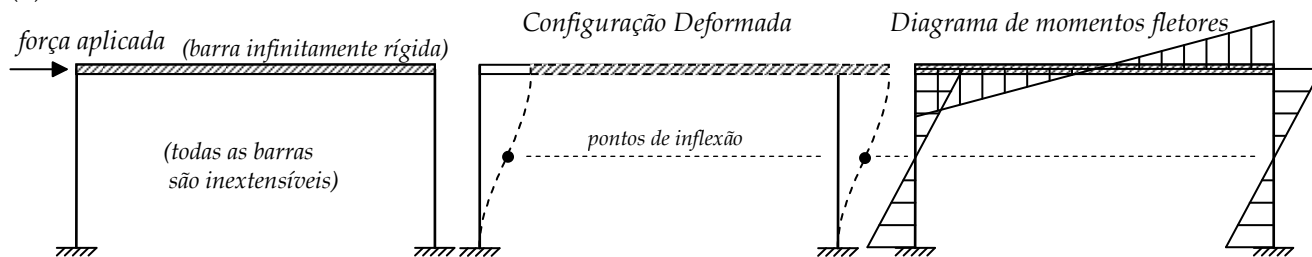 Configuração Deformada
Diagrama de momentos fletores
força aplicada
(barra infinitamente rígida)
(todas as barras
são inextensíveis)
pontos de inflexão